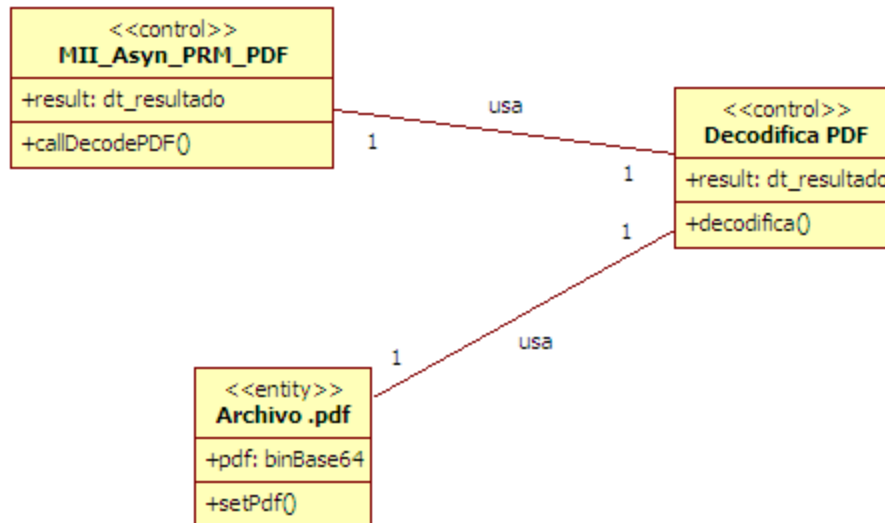 <<control>>
MII_Asyn_PRM_PDF
+result: dt_resultado
+callDecodePDF()
usa
1
<<control>>
Decodifica PDF
+result: dt_resultado
+decodifica()
1
1
usa
1
<<entity>>
Archivo .pdf
+pdf: binBase64
+setPdf()